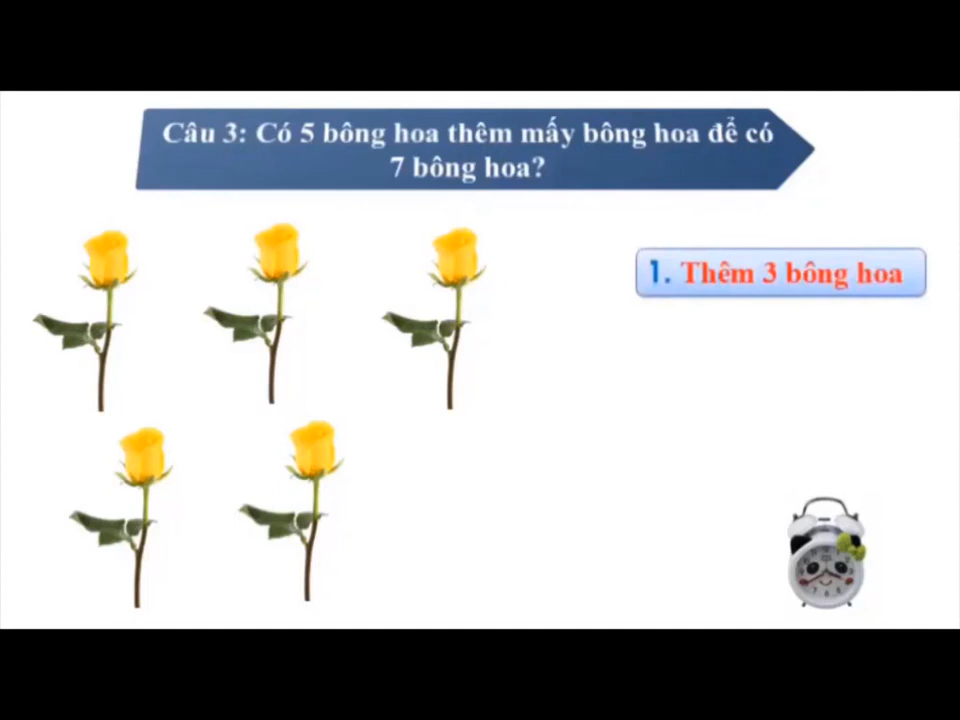 Câu 3: Có 5 bông hoa thêm mấy bông hoa để có
7 bông hoa?
1. Thêm 3 bông hoa